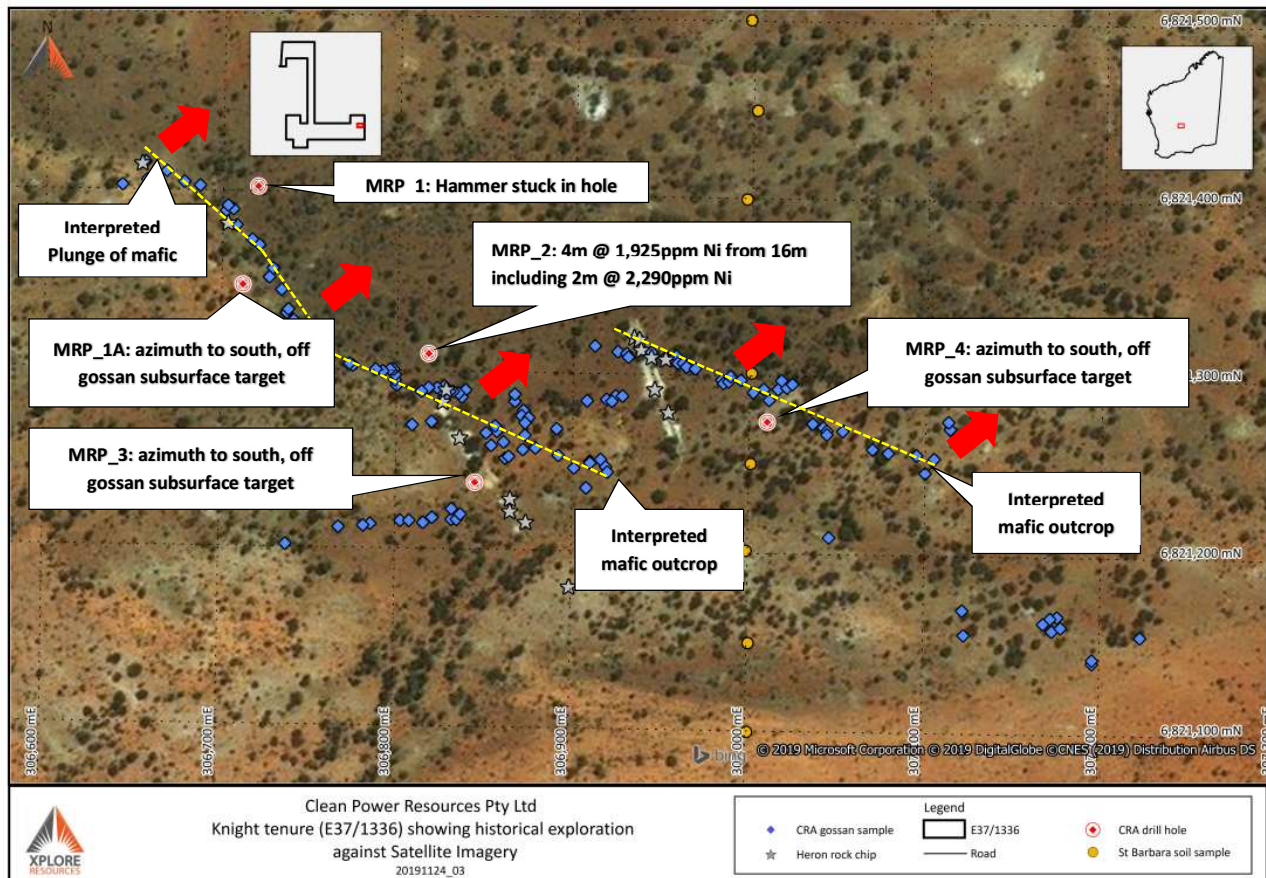 6,821,500 mN
N
MRP_1: Hammer stuck in hole
6,821,400 mN
Interpreted
Plunge of mafic
MRP_2: 4m @ 1,925ppm Ni from 16m
including 2m @ 2,290ppm Ni
MRP_1A: azimuth to south, off
gossan subsurface target
MRP_4: azimuth to south, off
gossan subsurface target
MRP_3: azimuth to south, off
gossan subsurface target
Interpreted
mafic outcrop
Interpreted
mafic outcrop
6,821,200 mN
6,821,100 mN
306,600 mE
306,700 mE
306,800 mE
306,900 mE
bing
© 2019 Microsoft Corporation © 2019 DigitalGlobe ©CNES (2019) Distribution Airbus DS
XPLORE
RESOURCES
Clean Power Resources Pty Ltd
Knight tenure (E37/1336) showing historical exploration
against Satellite Imagery
20191124_03
Legend
CRA gossan sample
E37/1336
CRA drill hole
Heron rock chip
Road
St Barbara soil sample